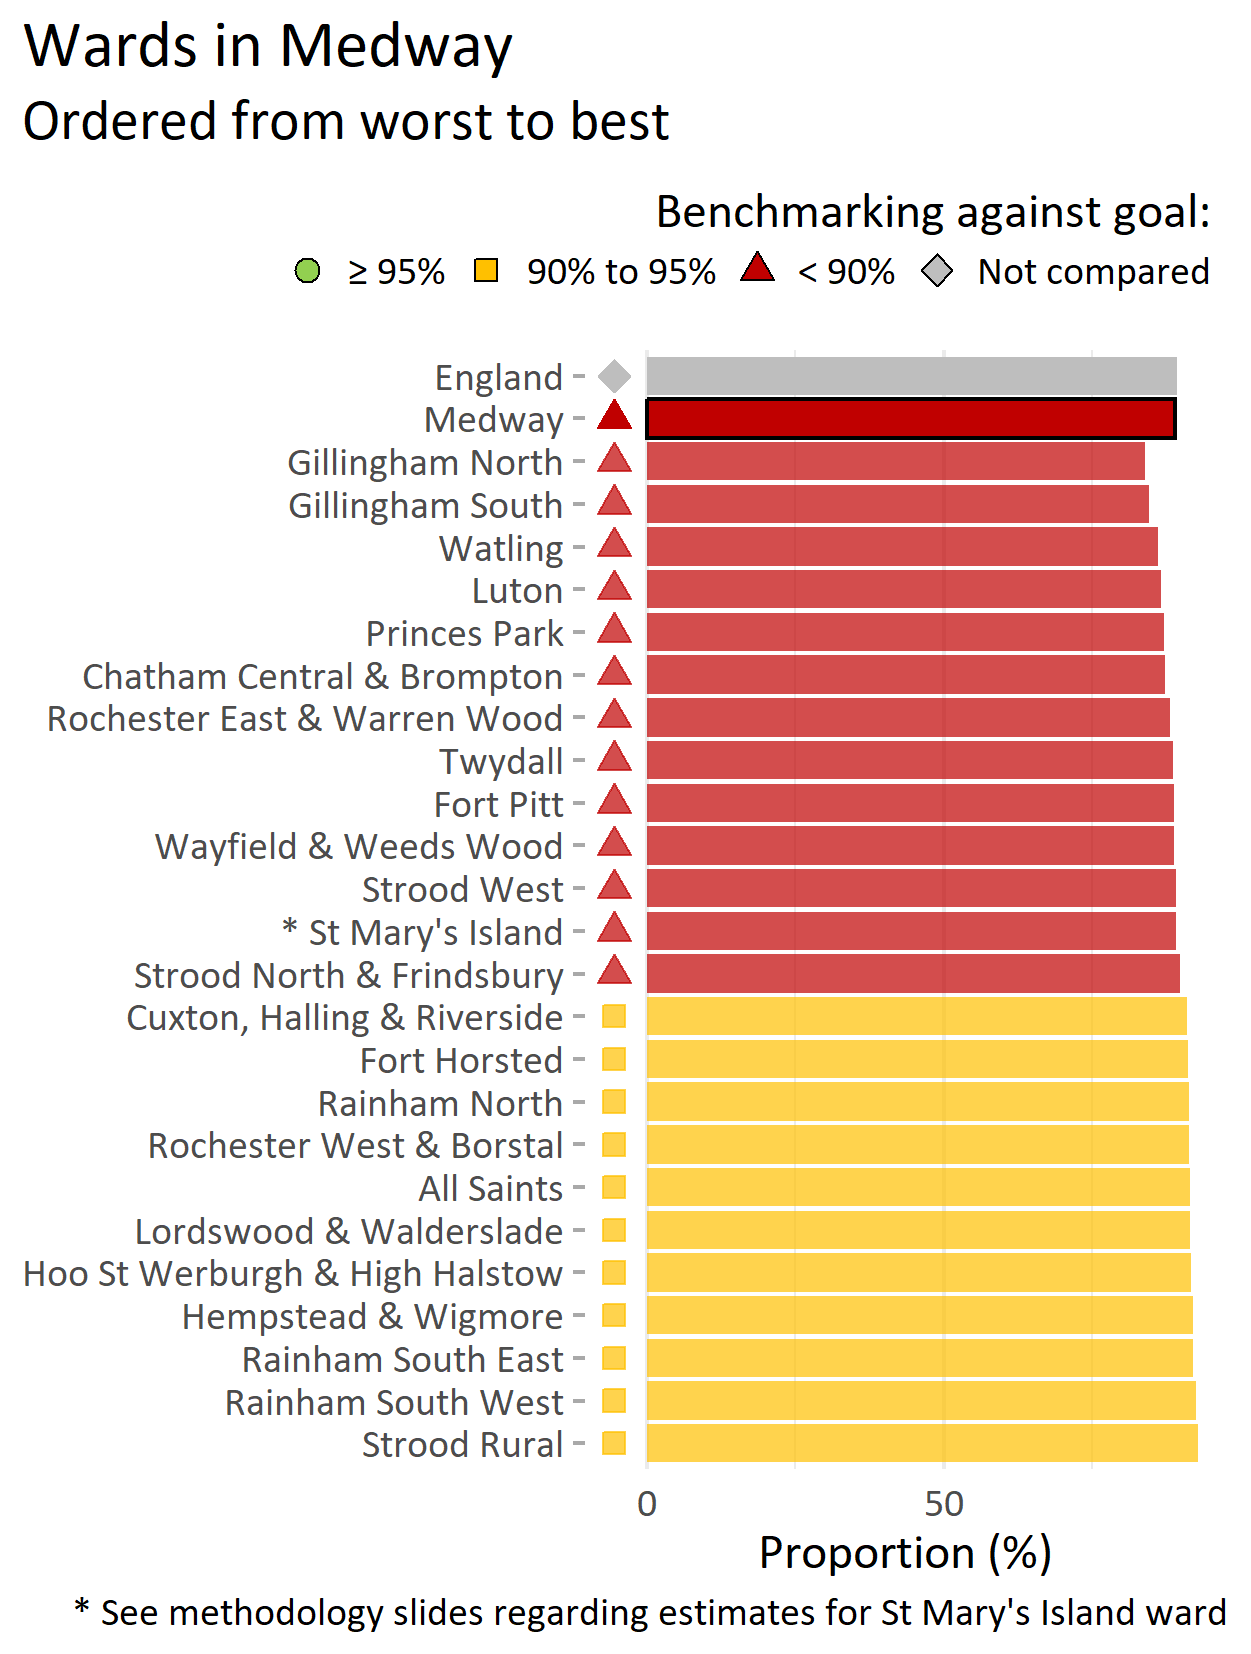 Wards in Medway
Ordered from worst to best
Benchmarking against goal:
≥ 95% 90% to 95% < 90% Not compared
England
Medway
Gillingham North
Gillingham South
Watling
Luton
Princes Park
Chatham Central & Brompton
Rochester East & Warren Wood
Twydall
Fort Pitt
Wayfield & Weeds Wood
Strood West
* St Mary's Island
Strood North & Frindsbury
Cuxton, Halling & Riverside
Fort Horsted
Rainham North
Rochester West & Borstal
All Saints
Lordswood & Walderslade
Hoo St Werburgh & High Halstow
Hempstead & Wigmore
Rainham South East
Rainham South West
Strood Rural
0 50
Proportion (%)
* See methodology slides regarding estimates for St Mary's Island ward